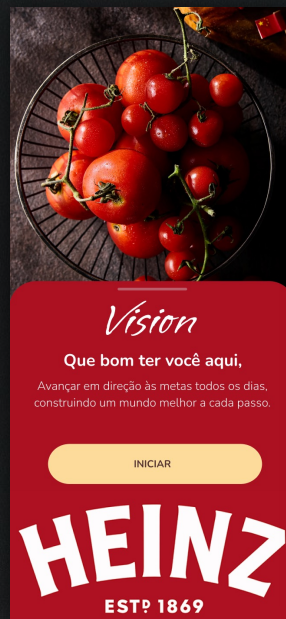 Vision
Que bom ter você aqui,
Avançar em direção às metas todos os dias,
construindo um mundo melhor a cada passo.
INICIAR
HEINZ
ESTD 1869